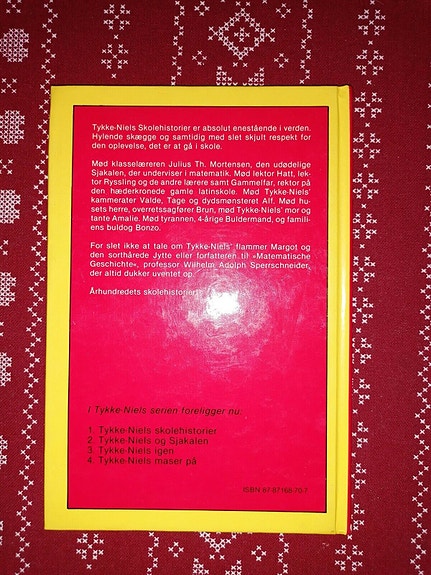 Tykke-Niels Skolehistorier er absolut enestående i verden.
Hylende skægge og samtidig med slet skjult respekt for
den oplevelse, det er at gå i skole.
Mød klasselæreren Julius Th. Mortensen, den udødelige
Sjakalen, der underviser i matematik. Mød lektor Hatt, lek-
tor Ryssling og de andre lærere samt Gammelfar, rektor på
den hæderkronede gamle latinskole. Mød Tykke-Niels'
kammerater Valde, Tage og dydsmønsteret Alf. Mød hu-
sets herre, overretssagfører Brun, mød Tykke-Niels' mor og
tante Amalie. Mød tyrannen, 4-årige Buldermand, og famili-
ens buldog Bonzo.
For slet ikke at tale om Tykke-Niels' flammer Margot og
den sorthårede Jytte eller forfatteren til »Matematische
Geschichte«, professor Wilhelm Adolph Sperrschneider,
der altid dukker uventet op.
Århundredets skolehistorier!
I Tykke-Niels serien foreligger nu:
1. Tykke-Niels skolehistorier
2. Tykke-Niels og Sjakalen
3. Tykke-Niels igen
4. Tykke-Niels maser på
ISBN 87-87168-70-7